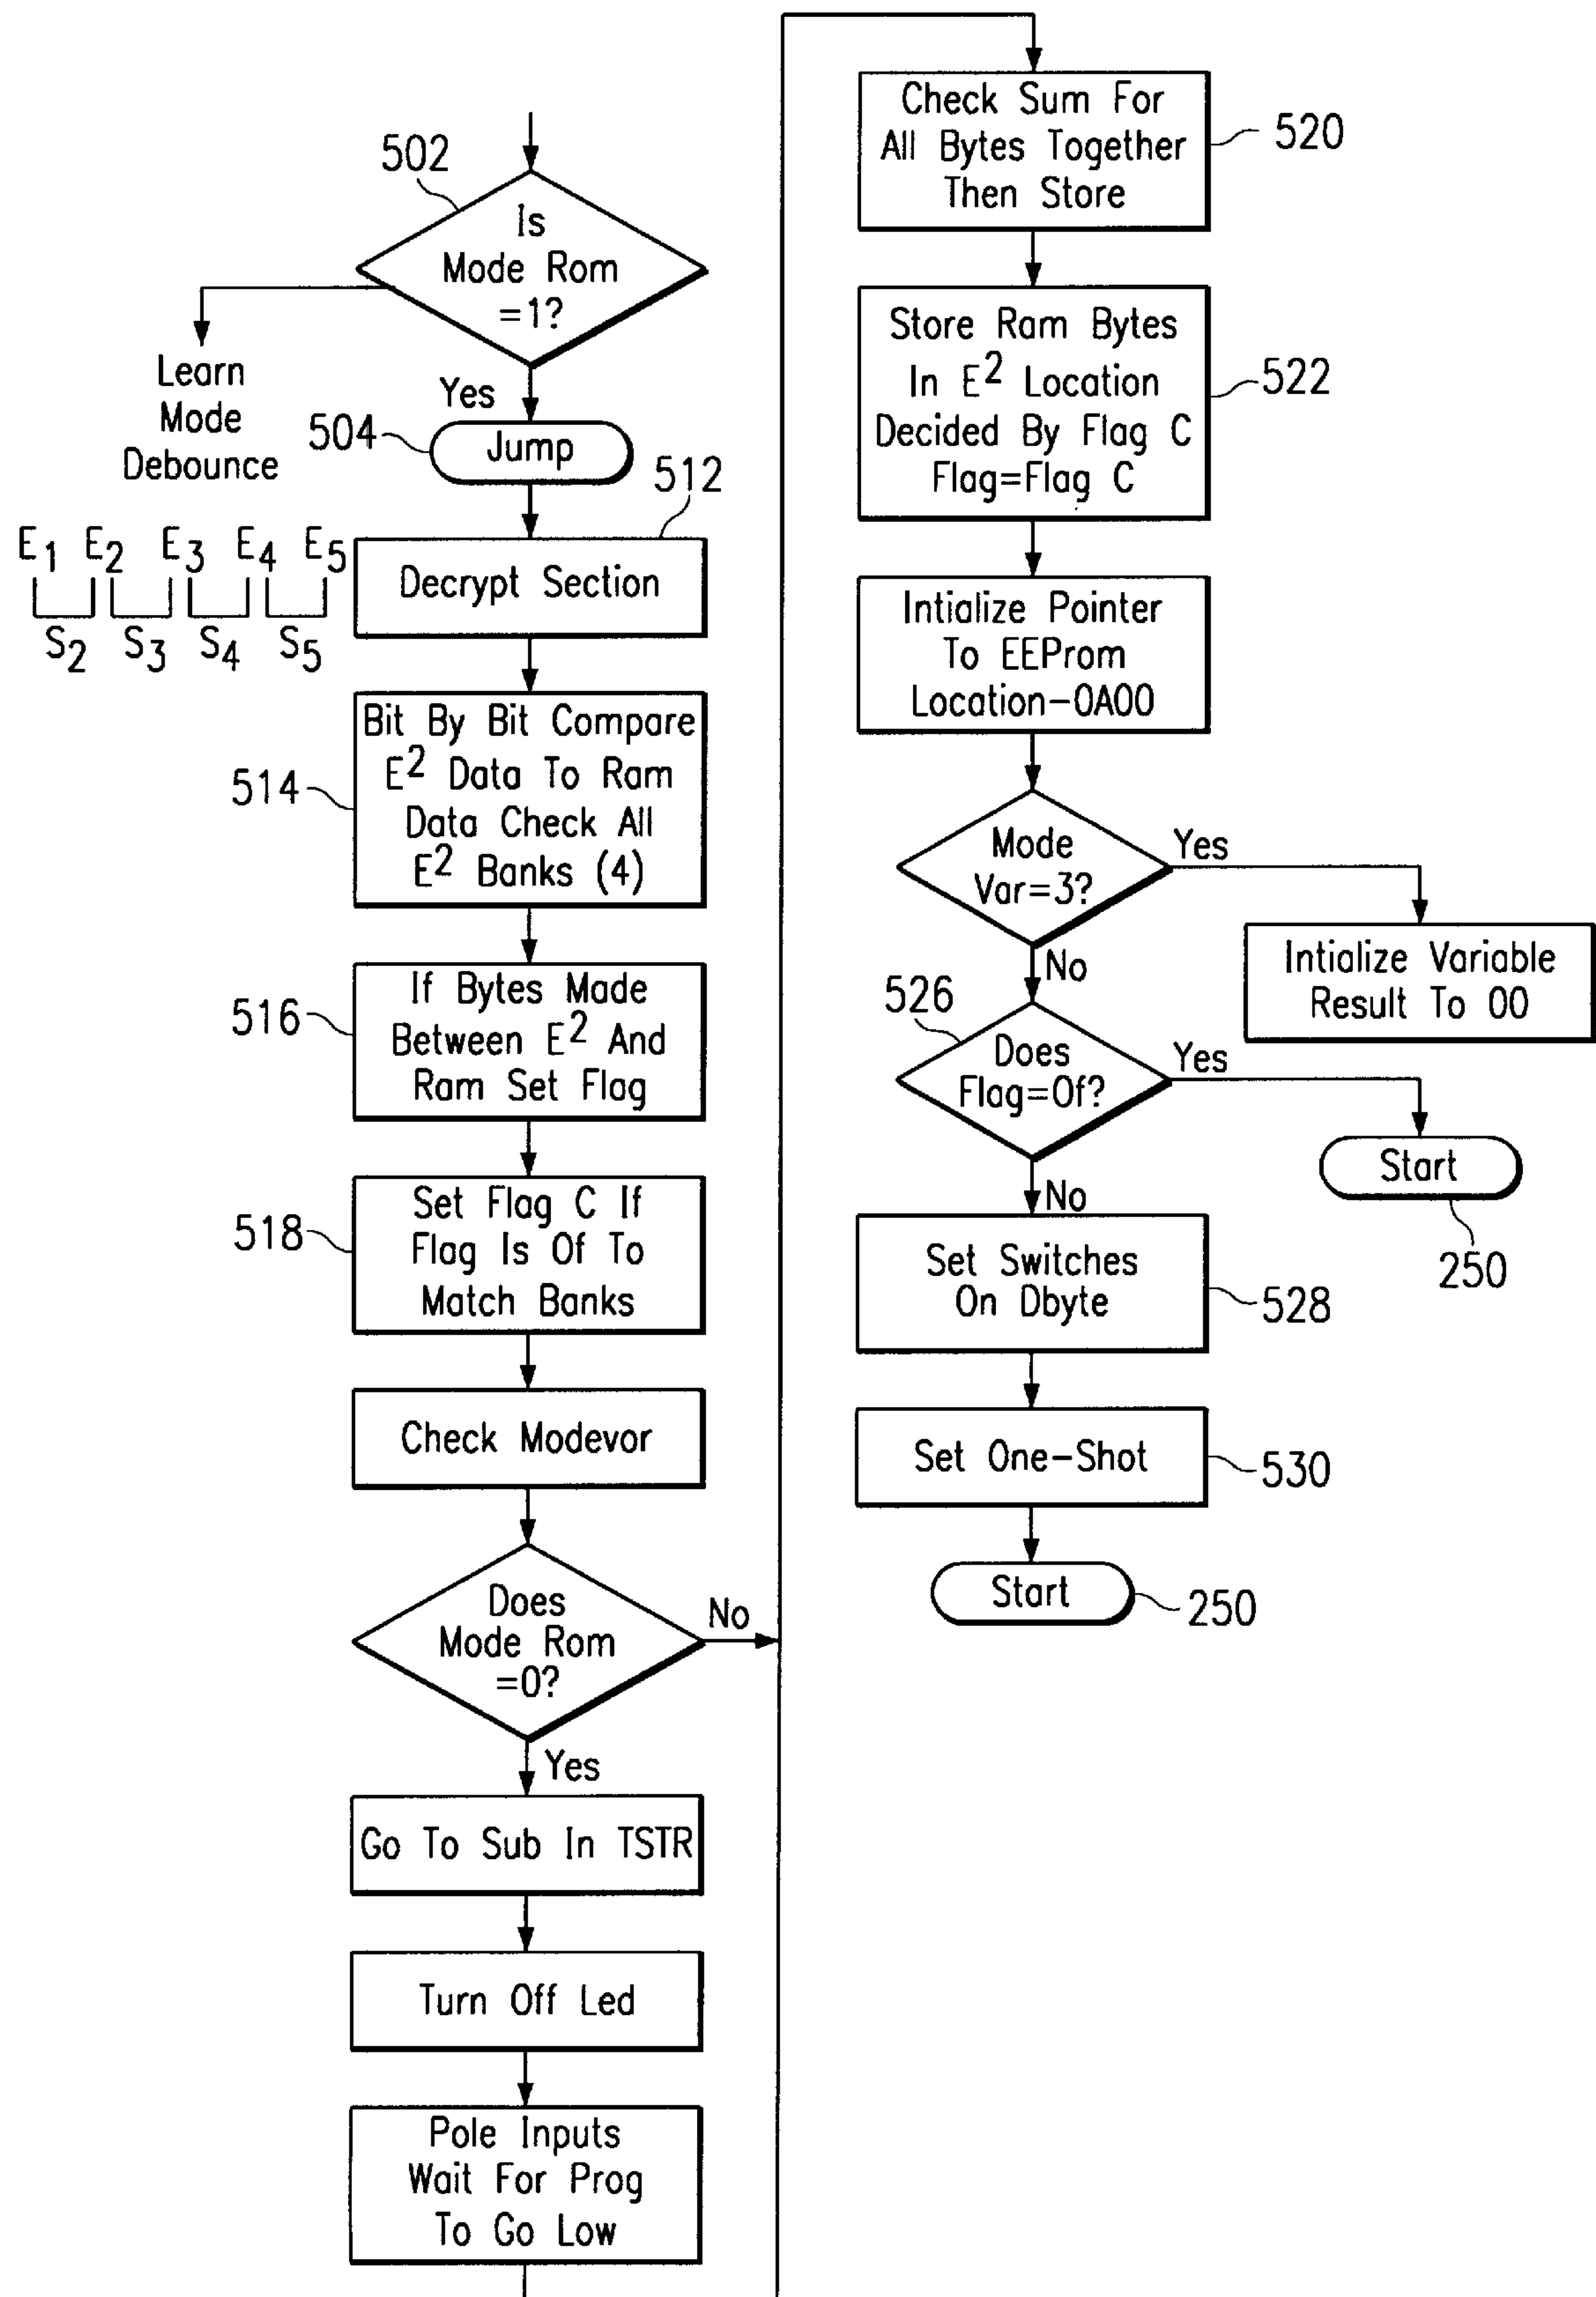 502
Is
Mode Rom
=1?
Learn
Mode
Debounce
Yes
504
Jump
512
E1 E2 E3 E4 E5
S2 S3 S4 S5
Decrypt Section
514
Bit By Bit Compare
E2 Data To Ram
Data Check All
E2 Banks (4)
516
If Bytes Made
Between E2 And
Ram Set Flag
518
Set Flag C If
Flag Is Of To
Match Banks
Check Modevor
Does
Mode Rom
=0?
No
Yes
Go To Sub In TSTR
Turn Off Led
Pole Inputs
Wait For Prog
To Go Low
Check Sum For
All Bytes Together
Then Store
520
Store Ram Bytes
In E2 Location
Decided By Flag C
Flag=Flag C
522
Intialize Pointer
To EEProm
Location-0A00
Mode
Var=3?
Yes
Intialize Variable
Result To 00
No
526
Does
Flag=Of?
Yes
Start
250
No
Set Switches
On Dbyte
528
Set One-Shot
530
Start
250